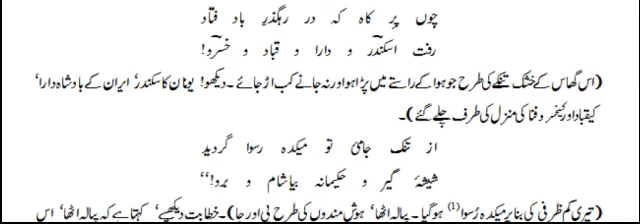 چوں پرِ کاہ کہ در رہگذرِ باد فتاد
رفت اسکندر و دارا و قباد و خسرو!
(اس گھاس کے خشک تنکے کی طرح جو ہوا کے راستے میں پڑا ہو اور نہ جانے کب اڑ جائے۔ دیکھو! یونان کا سکندر' ایران کے بادشاہ دارا'
کیقباد اور کیخسرو فنا کی منزل کی طرف چلے گئے)۔
از تنک جامیٔ تو میکدہ رسوا گردید
شیشۂ گیر و حکیمانہ بیاشام و برو!''
(تیری کم ظرفی کی بنا پر میکدہ رُسوا (1) ہو گیا۔ پیالہ اٹھا' ہوش مندوں کی طرح پی اور جا)۔ خطابت دیکھیے' کہتا ہے کہ پیالہ اٹھا' اس